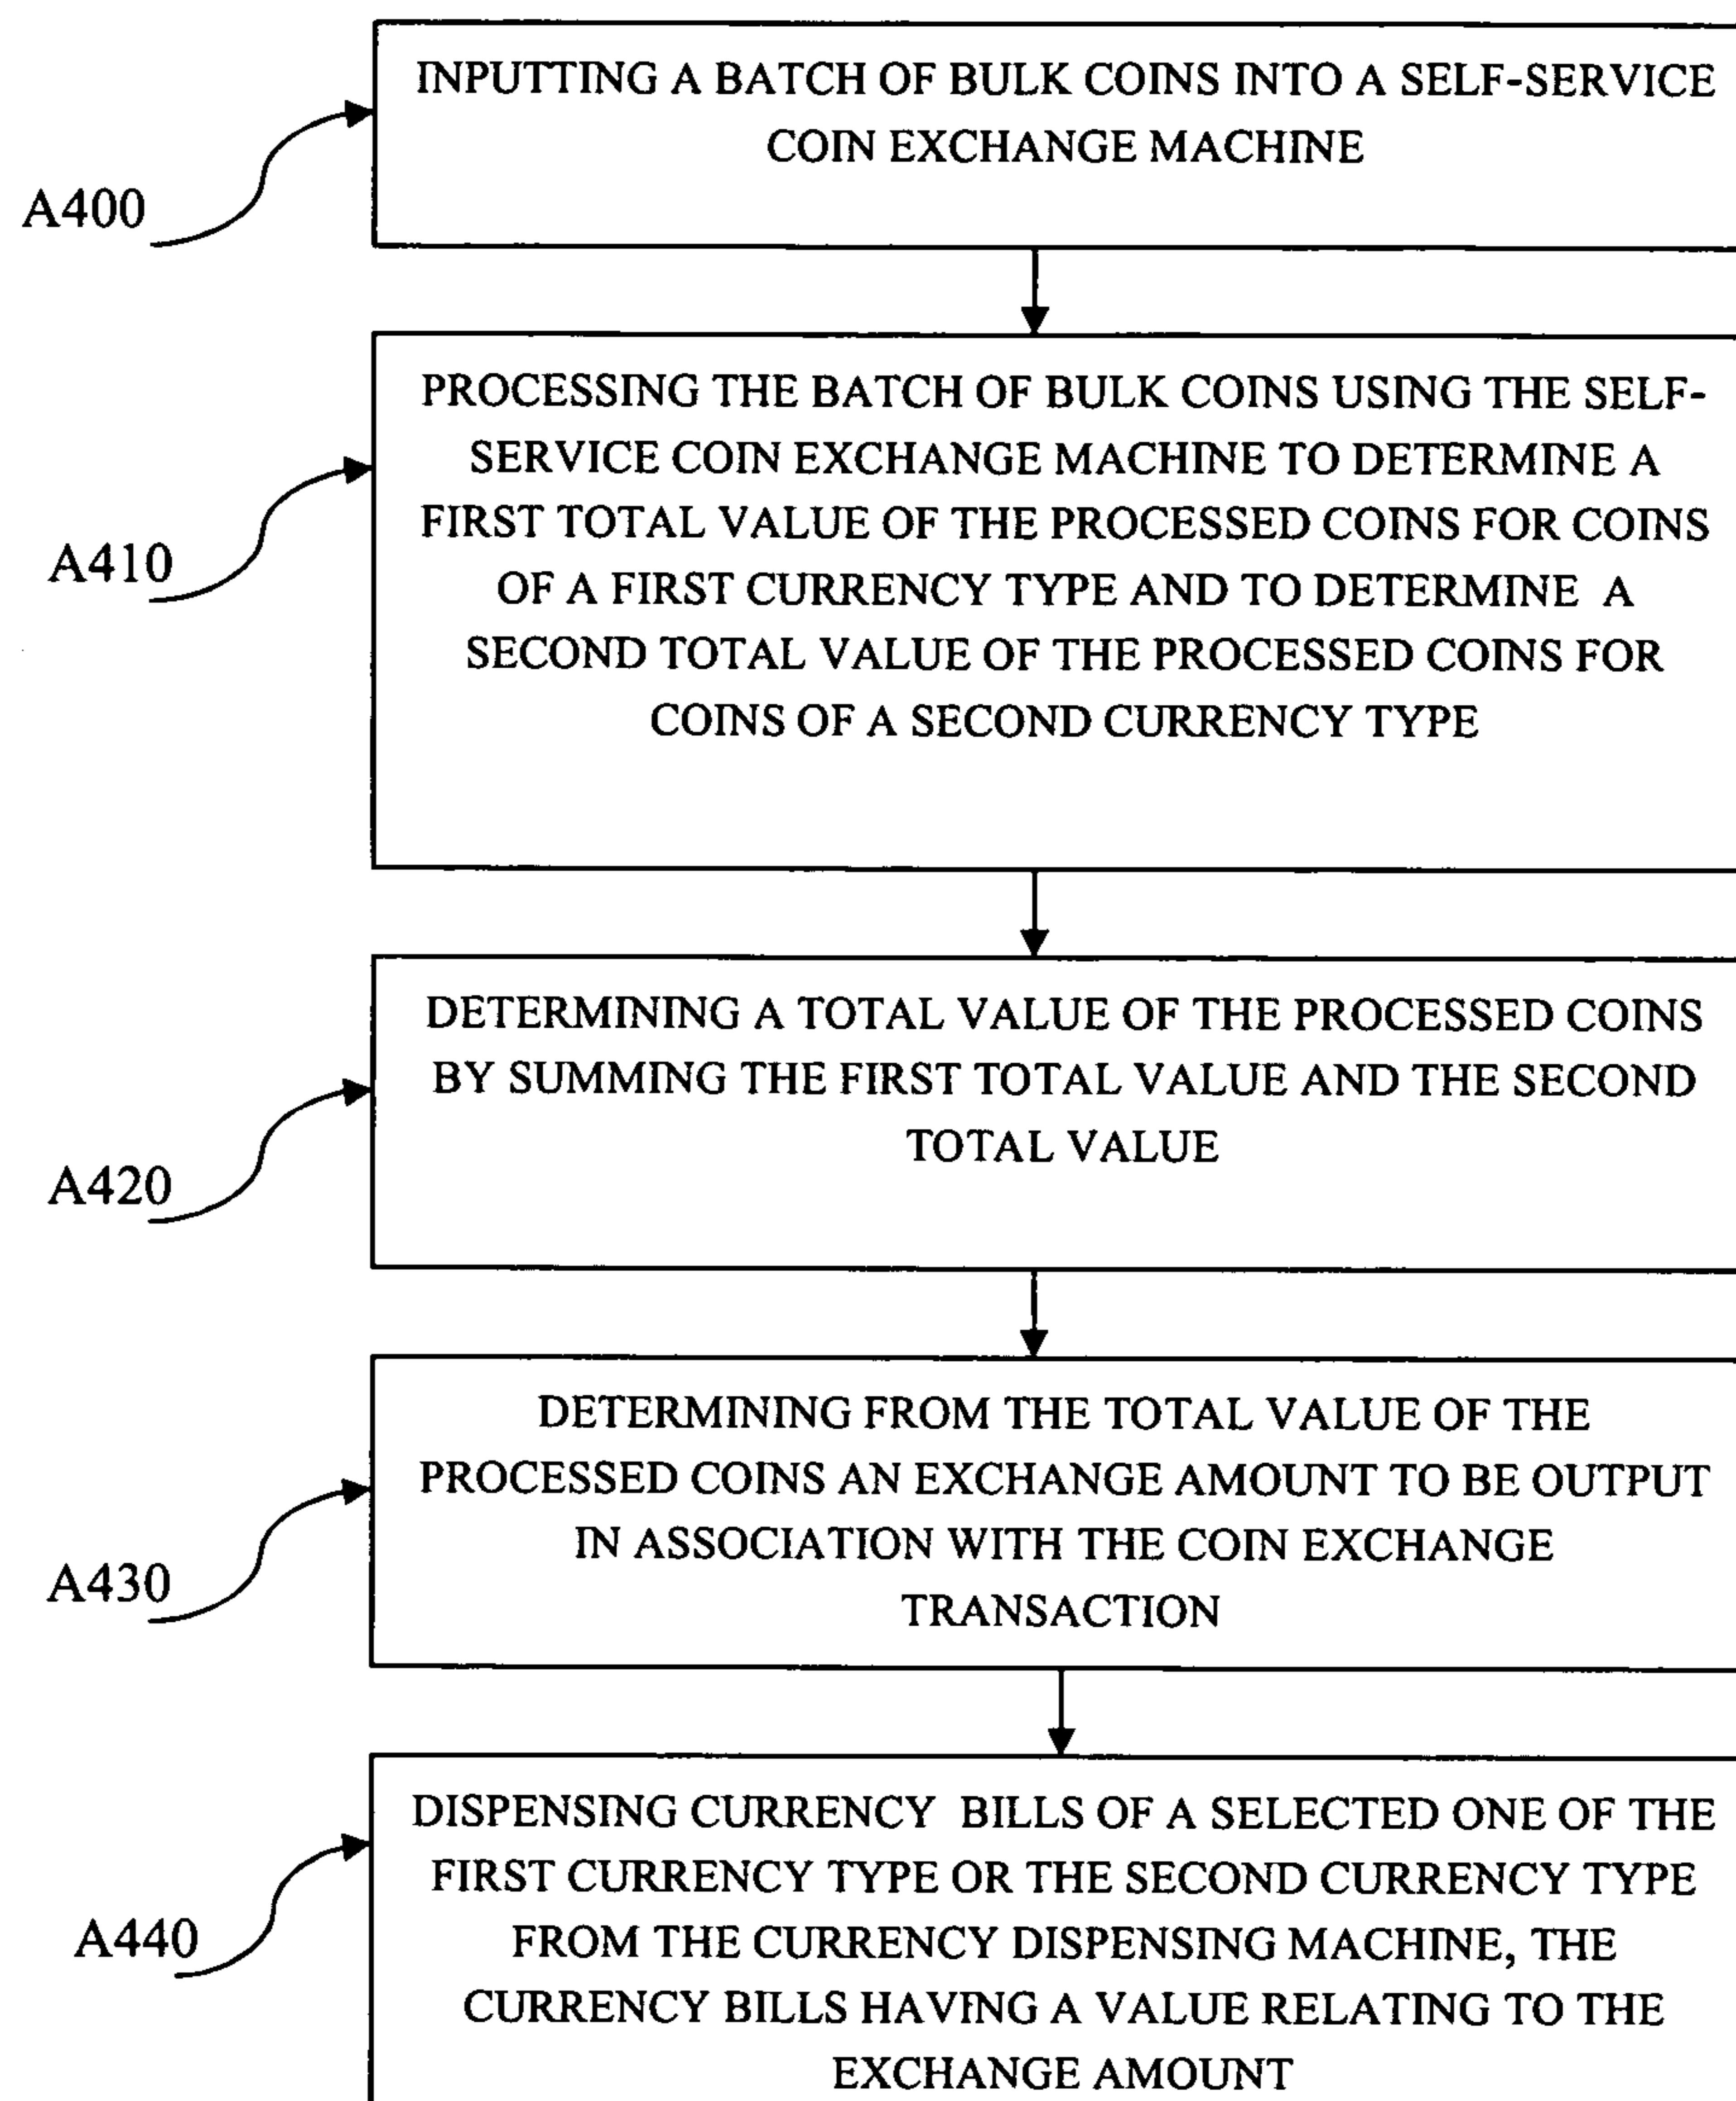 INPUTTING A BATCH OF BULK COINS INTO A SELF-SERVICE
COIN EXCHANGE MACHINE
A400
PROCESSING THE BATCH OF BULK COINS USING THE SELF-
SERVICE COIN EXCHANGE MACHINE TO DETERMINE A
FIRST TOTAL VALUE OF THE PROCESSED COINS FOR COINS
OF A FIRST CURRENCY TYPE AND TO DETERMINE A
SECOND TOTAL VALUE OF THE PROCESSED COINS FOR
COINS OF A SECOND CURRENCY TYPE
A410
DETERMINING A TOTAL VALUE OF THE PROCESSED COINS
BY SUMMING THE FIRST TOTAL VALUE AND THE SECOND
TOTAL VALUE
A420
DETERMINING FROM THE TOTAL VALUE OF THE
PROCESSED COINS AN EXCHANGE AMOUNT TO BE OUTPUT
IN ASSOCIATION WITH THE COIN EXCHANGE
TRANSACTION
A430
DISPENSING CURRENCY BILLS OF A SELECTED ONE OF THE
FIRST CURRENCY TYPE OR THE SECOND CURRENCY TYPE
FROM THE CURRENCY DISPENSING MACHINE, THE
CURRENCY BILLS HAVING A VALUE RELATING TO THE
EXCHANGE AMOUNT
A440